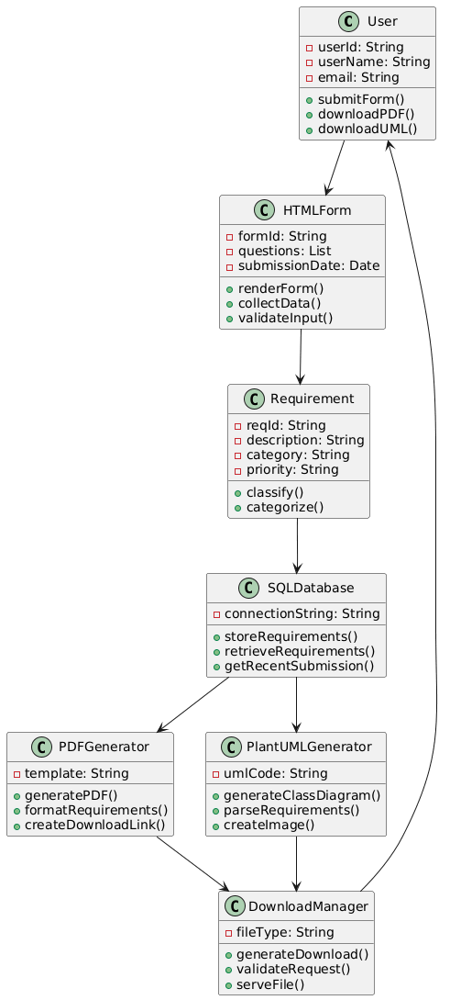 C User
userId: String
userName: String
email: String
submitForm()
downloadPDF()
downloadUML()
C HTMLForm
formId: String
questions: List
submissionDate: Date
renderForm()
collectData()
validateInput()
C Requirement
reqId: String
description: String
category: String
priority: String
classify()
categorize()
C SQLDatabase
connectionString: String
storeRequirements()
retrieveRequirements()
getRecentSubmission()
C PDFGenerator
template: String
generatePDF()
formatRequirements()
createDownloadLink()
C PlantUMLGenerator
umlCode: String
generateClassDiagram()
parseRequirements()
createImage()
C DownloadManager
fileType: String
generateDownload()
validateRequest()
serveFile()